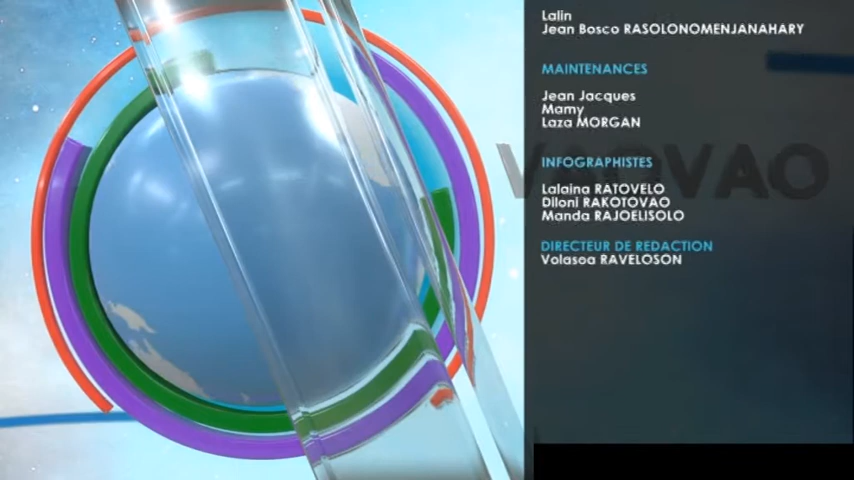 Lalin
Jean Bosco RASOLONOMENJANAHARY
MAINTENANCES
Jean Jacques
Mamy
Laza MORGAN
VAOVAO
INFOGRAPHISTES
Lalaina RATOVELO
Diloni RAKOTOVAO
Manda RAJOELISOLO
DIRECTEUR DE REDACTION
Volasoa RAVELOSON